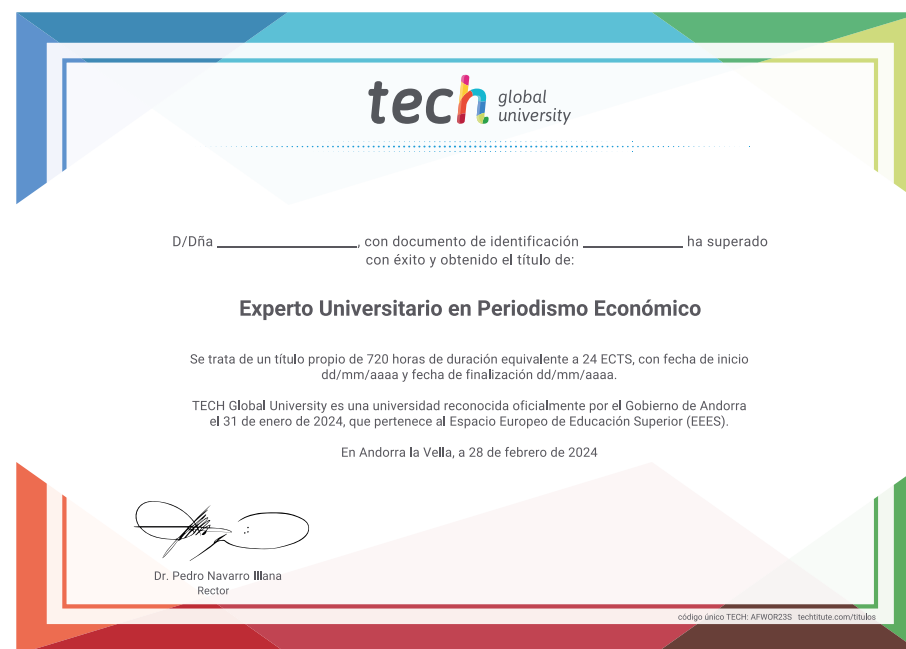 tech global university
D/Dña ____________________, con documento de identificación ______________ ha superado
con éxito y obtenido el título de:
Experto Universitario en Periodismo Económico
Se trata de un título propio de 720 horas de duración equivalente a 24 ECTS, con fecha de inicio
dd/mm/aaaa y fecha de finalización dd/mm/aaaa.
TECH Global University es una universidad reconocida oficialmente por el Gobierno de Andorra
el 31 de enero de 2024, que pertenece al Espacio Europeo de Educación Superior (EEES).
En Andorra la Vella, a 28 de febrero de 2024
Dr. Pedro Navarro Illana
Rector
código único TECH: AFWOR23S techtitute.com/titulos